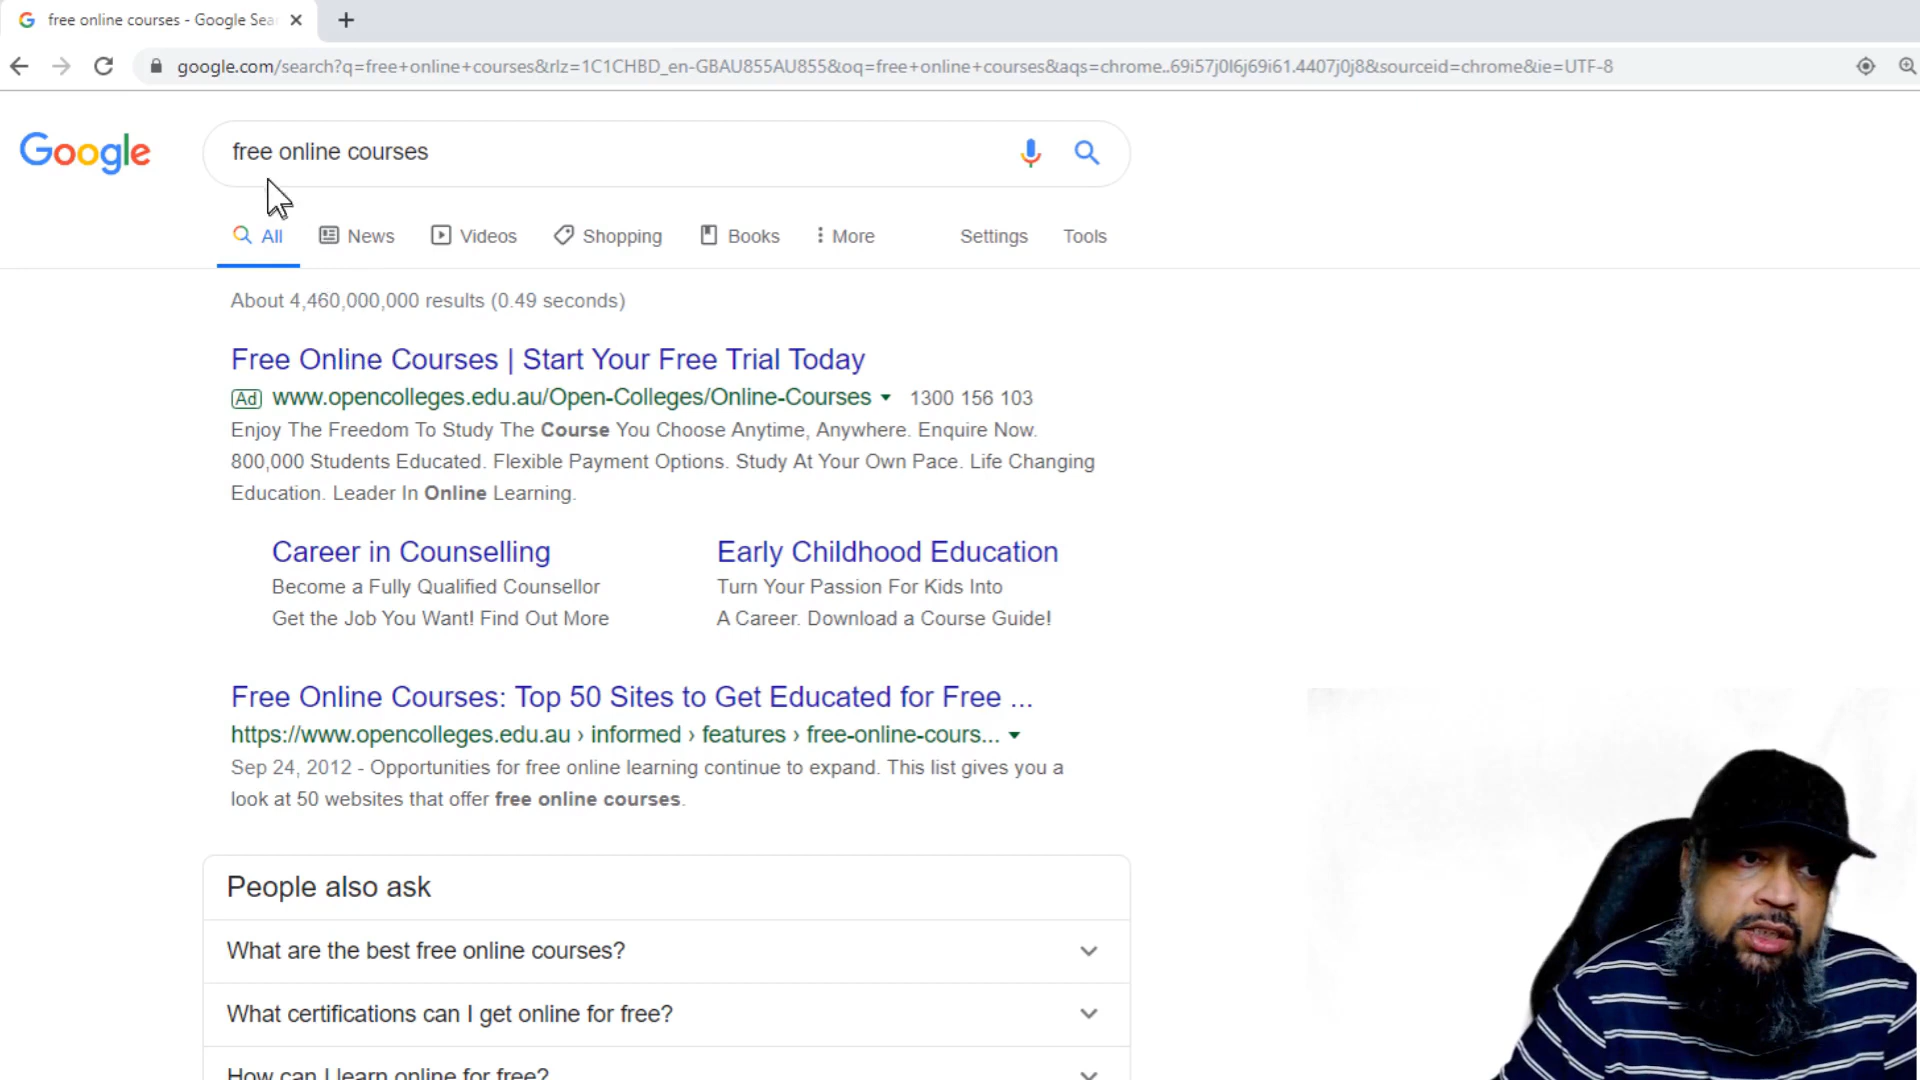 free online courses - Google Sea
google.com/search?q=free+online+courses&rlz=1C1CHBD_en-GBAU855AU855&oq=free+online+courses&aqs=chrome..69i57j0l6j69i61.4407j0j8&sourceid=chrome&ie=UTF-8
Google
free online courses
All News Videos Shopping Books More Settings Tools
About 4,460,000,000 results (0.49 seconds)
Free Online Courses | Start Your Free Trial Today
Ad www.opencolleges.edu.au/Open-Colleges/Online-Courses 1300 156 103
Enjoy The Freedom To Study The Course You Choose Anytime, Anywhere. Enquire Now.
800,000 Students Educated. Flexible Payment Options. Study At Your Own Pace. Life Changing
Education. Leader In Online Learning.
Career in Counselling
Become a Fully Qualified Counsellor
Get the Job You Want! Find Out More
Early Childhood Education
Turn Your Passion For Kids Into
A Career. Download a Course Guide!
Free Online Courses: Top 50 Sites to Get Educated for Free ...
https://www.opencolleges.edu.au › informed › features › free-online-cours...
Sep 24, 2012 - Opportunities for free online learning continue to expand. This list gives you a
look at 50 websites that offer free online courses.
People also ask
What are the best free online courses?
What certifications can I get online for free?
How can I learn online for free?